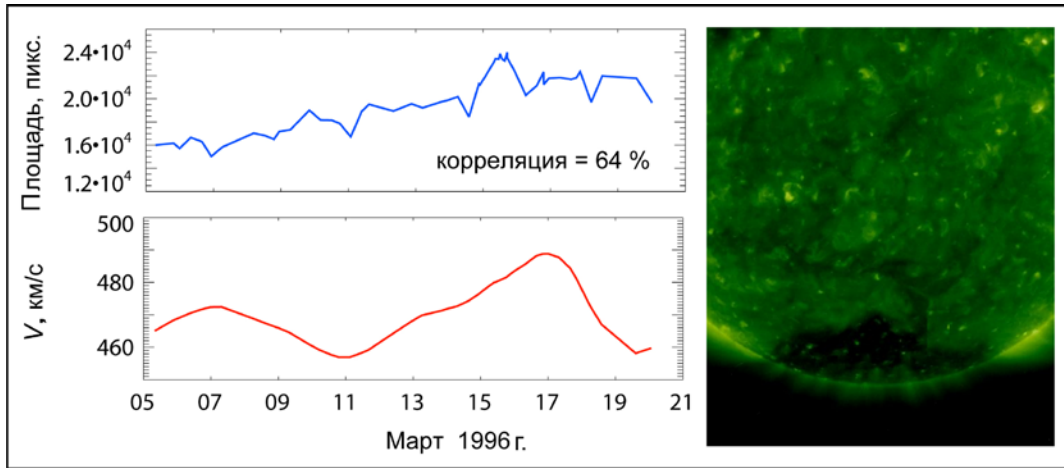 Площадь, пикс.
2.4•10⁴
2.0•10⁴
1.6•10⁴
1.2•10⁴
корреляция = 64 %
V, км/с
500
480
460
05 07 09 11 13 15 17 19 21
Март 1996 г.